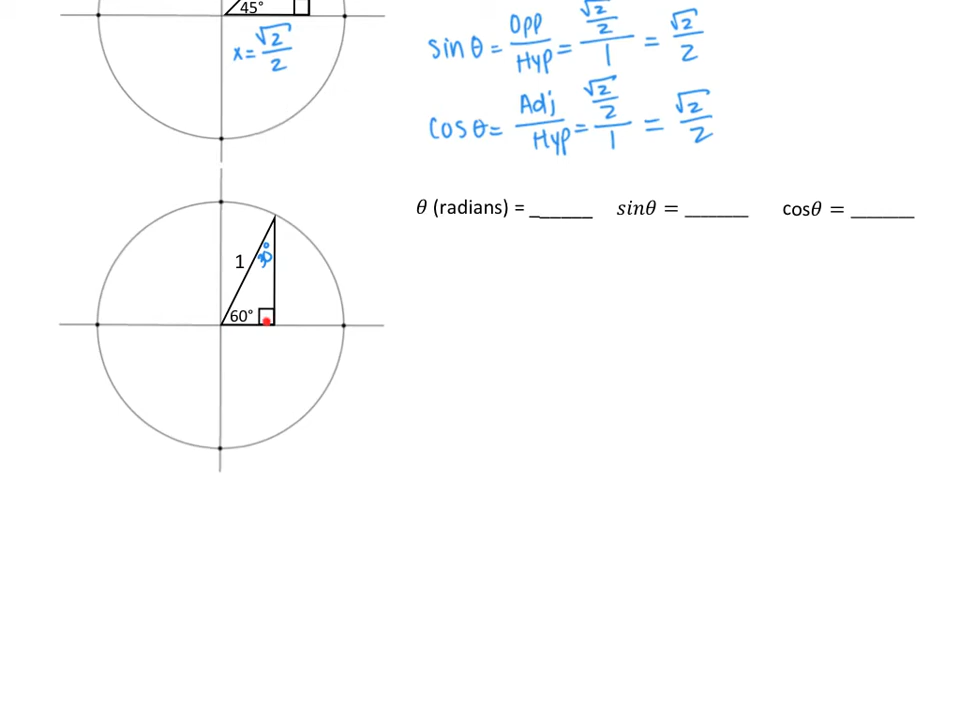 45°
x = √2/2
sin θ = Opp/Hyp = (√2/2)/1 = √2/2
cos θ = Adj/Hyp = (√2/2)/1 = √2/2
θ (radians) = ______ sinθ = ______ cosθ = ______
1 30°
60°